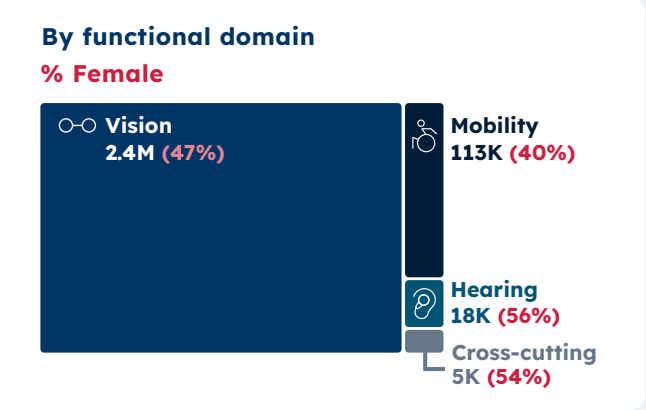 By functional domain
% Female
Vision
2.4M (47%)
Mobility
113K (40%)
Hearing
18K (56%)
Cross-cutting
5K (54%)